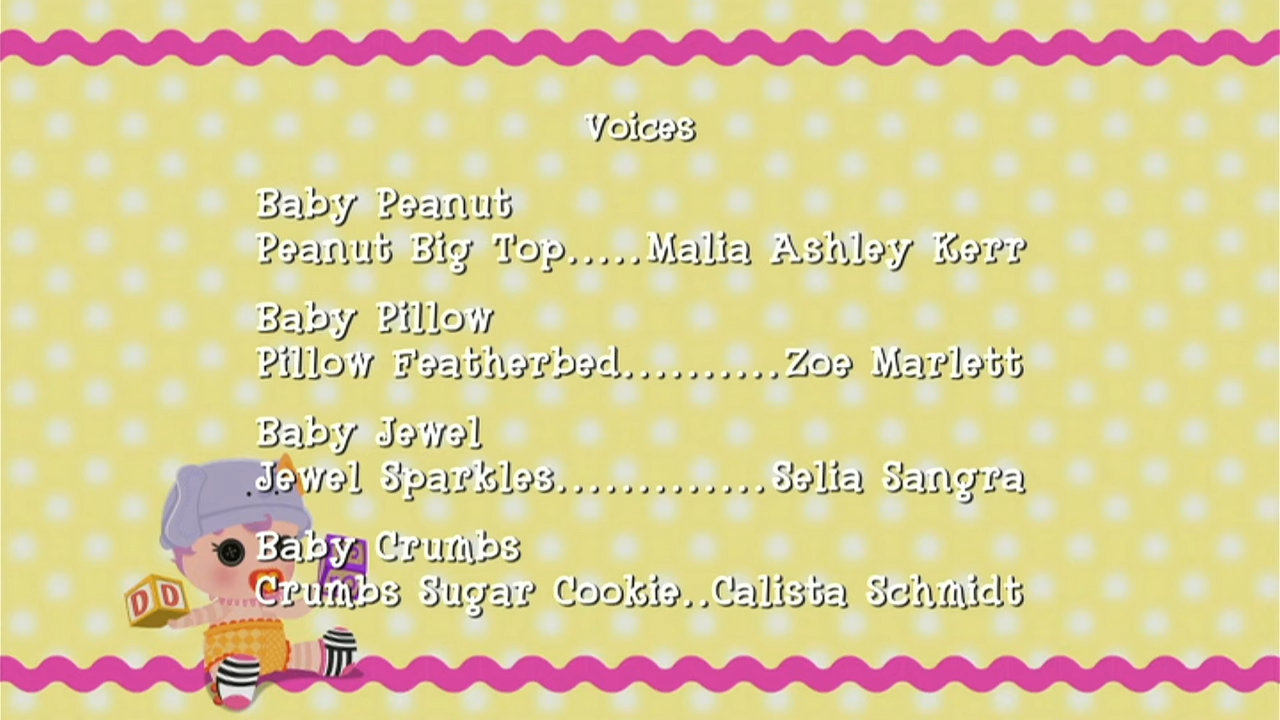 Voices
Baby Peanut
Peanut Big Top.....Malia Ashley Kerr
Baby Pillow
Pillow Featherbed..........Zoe Marlett
Baby Jewel
Jewel Sparkles.............Selia Sangra
Baby Crumbs
Crumbs Sugar Cookie..Calista Schmidt
D D